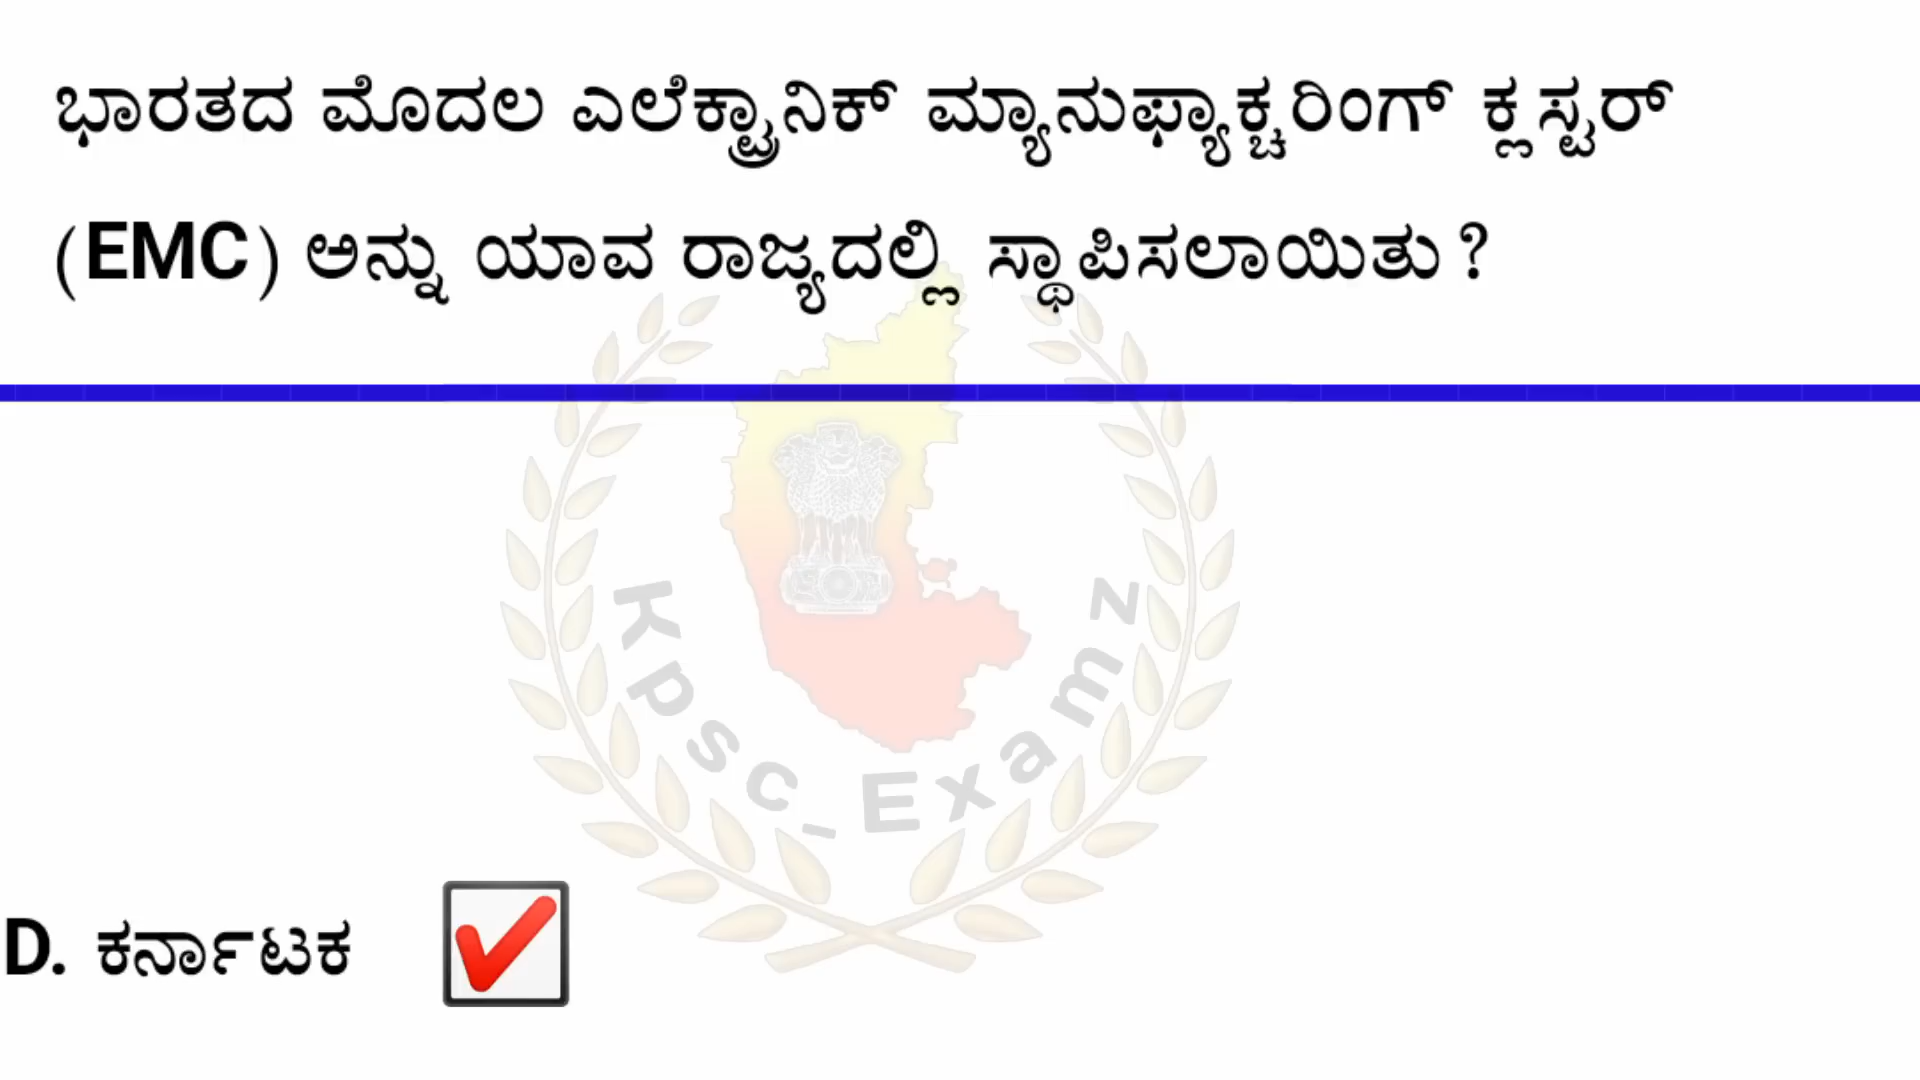 ಭಾರತದ ಮೊದಲ ಎಲೆಕ್ಟ್ರಾನಿಕ್ ಮ್ಯಾನುಫ್ಯಾಕ್ಚರಿಂಗ್ ಕ್ಲಸ್ಟರ್
(EMC) ಅನ್ನು ಯಾವ ರಾಜ್ಯದಲ್ಲಿ ಸ್ಥಾಪಿಸಲಾಯಿತು?
Kpsc_Examz
D. ಕರ್ನಾಟಕ